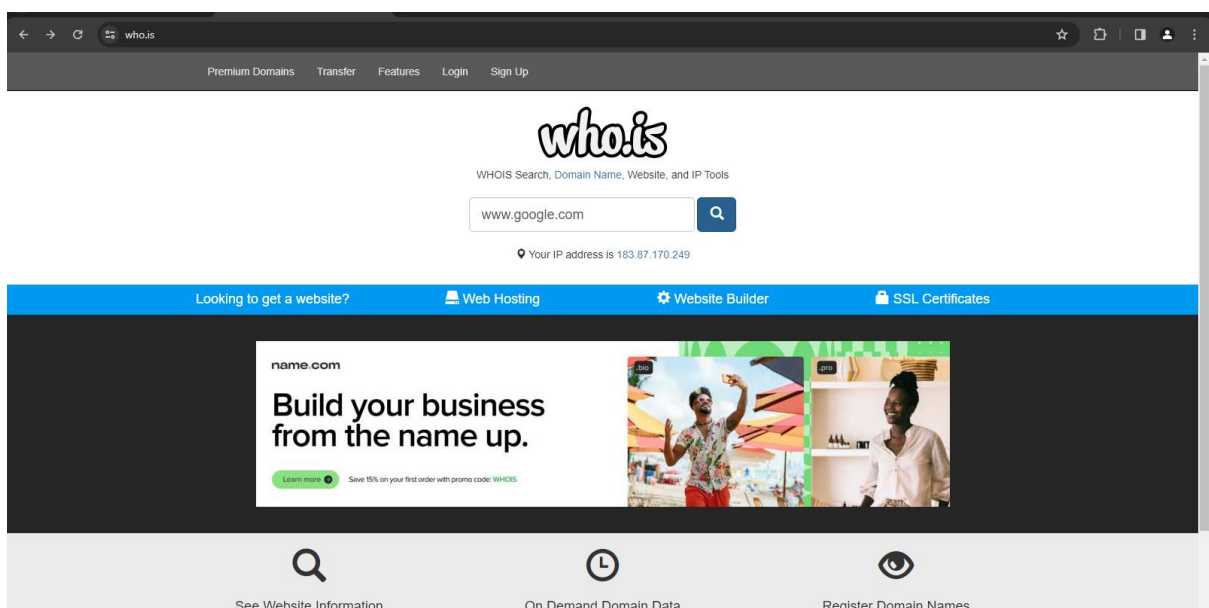 who.is
Premium Domains Transfer Features Login Sign Up
who.is
WHOIS Search, Domain Name, Website, and IP Tools
www.google.com
Your IP address is 183.87.170.249
Looking to get a website? Web Hosting Website Builder SSL Certificates
name.com
Build your business
from the name up.
Learn more Save 15% on your first order with promo code: WHOIS
.bio .pro
See Website Information On Demand Domain Data Register Domain Names